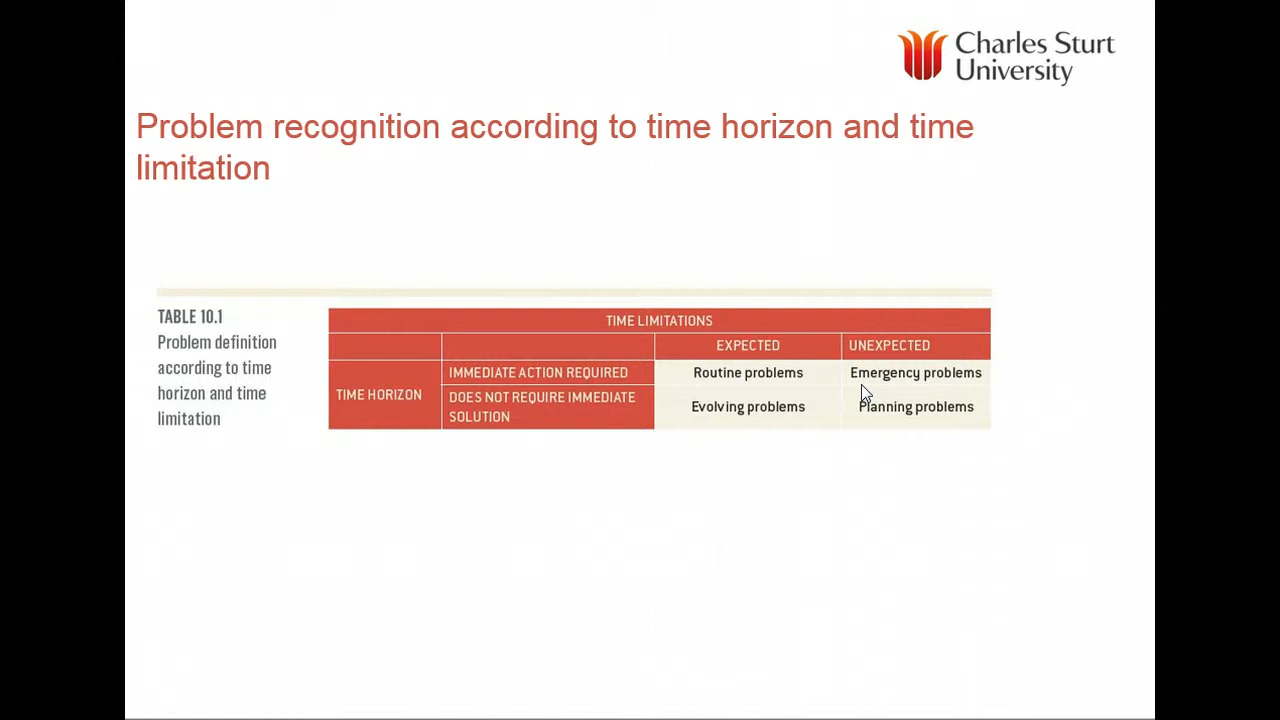 Charles Sturt
University
Problem recognition according to time horizon and time
limitation
TABLE 10.1
Problem definition
according to time
horizon and time
limitation
TIME LIMITATIONS
EXPECTED UNEXPECTED
TIME HORIZON
IMMEDIATE ACTION REQUIRED Routine problems Emergency problems
DOES NOT REQUIRE IMMEDIATE
SOLUTION
Evolving problems Planning problems